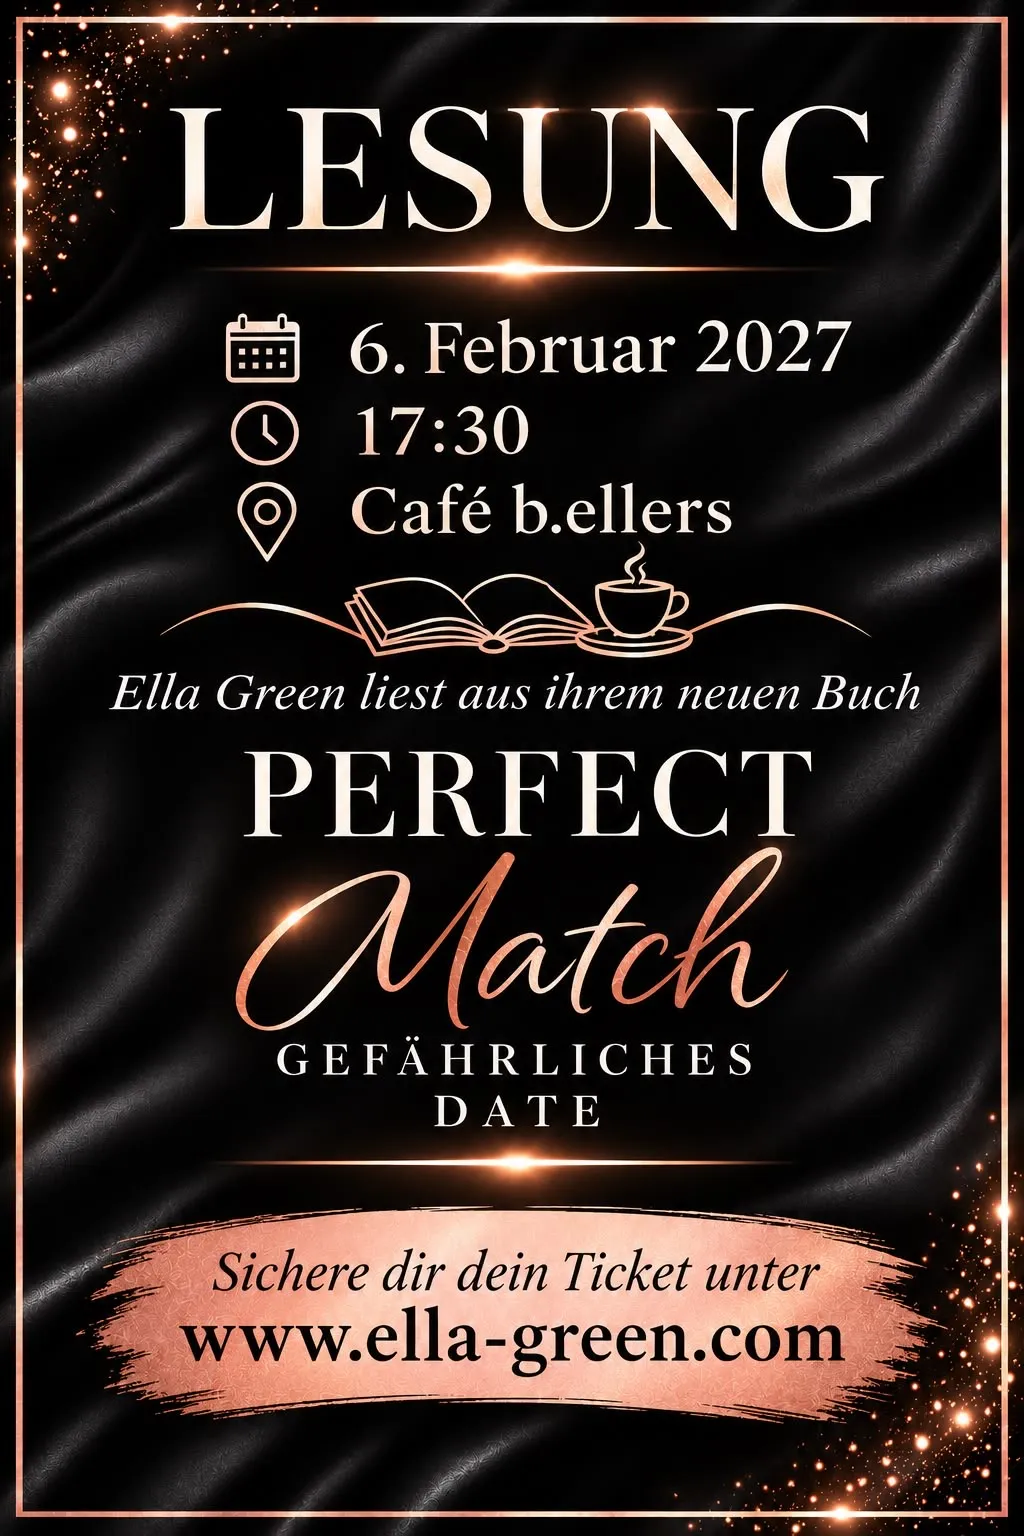 LESUNG
6. Februar 2027
17:30
Café b.ellers
Ella Green liest aus ihrem neuen Buch
PERFECT
Match
GEFÄHRLICHES
DATE
Sichere dir dein Ticket unter
www.ella-green.com